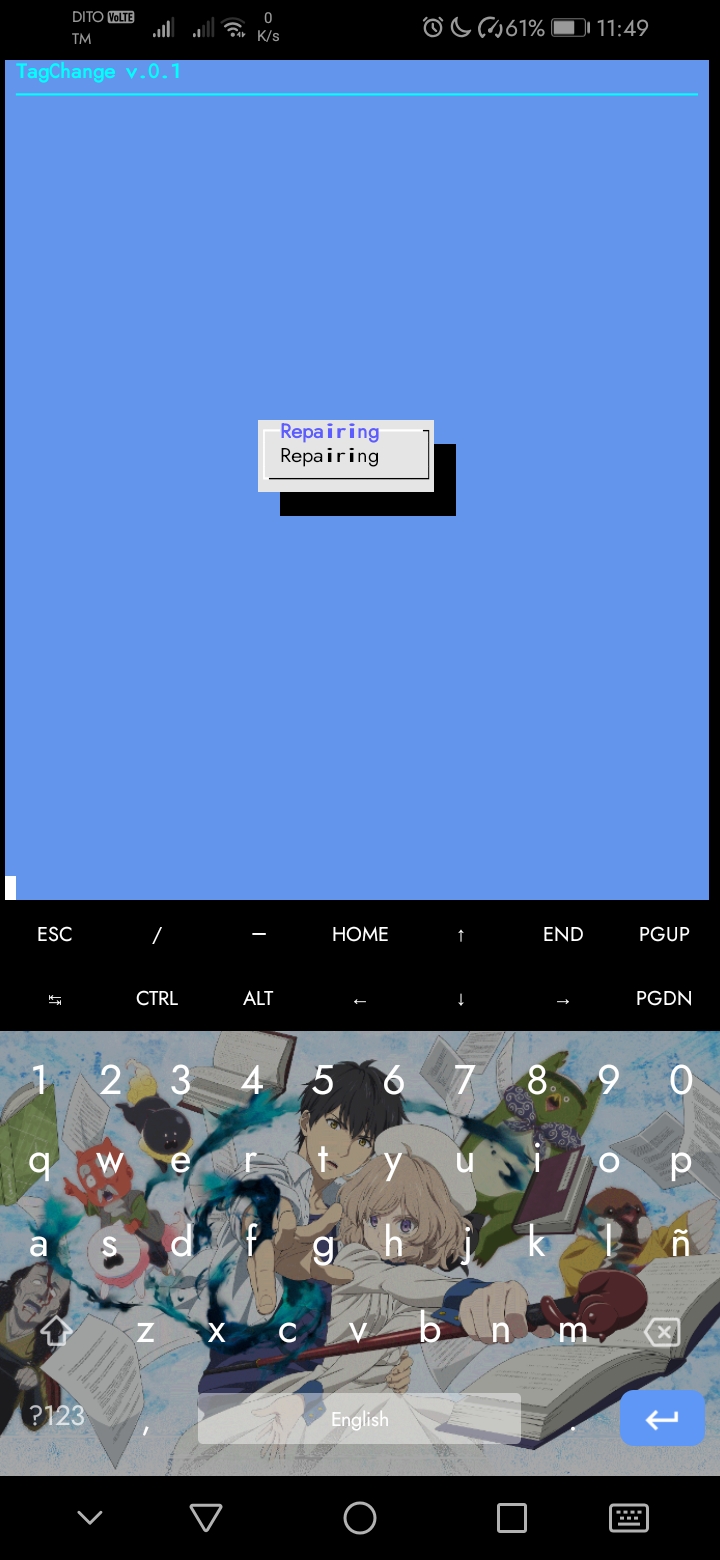 DITO VoLTE
TM
0
K/s
61%
11:49
TagChange v.0.1
Repairing
Repairing
ESC / — HOME ↑ END PGUP
⇆ CTRL ALT ← ↓ → PGDN
1 2 3 4 5 6 7 8 9 0
q w e r t y u i o p
a s d f g h j k l ñ
z x c v b n m
?123 , English .